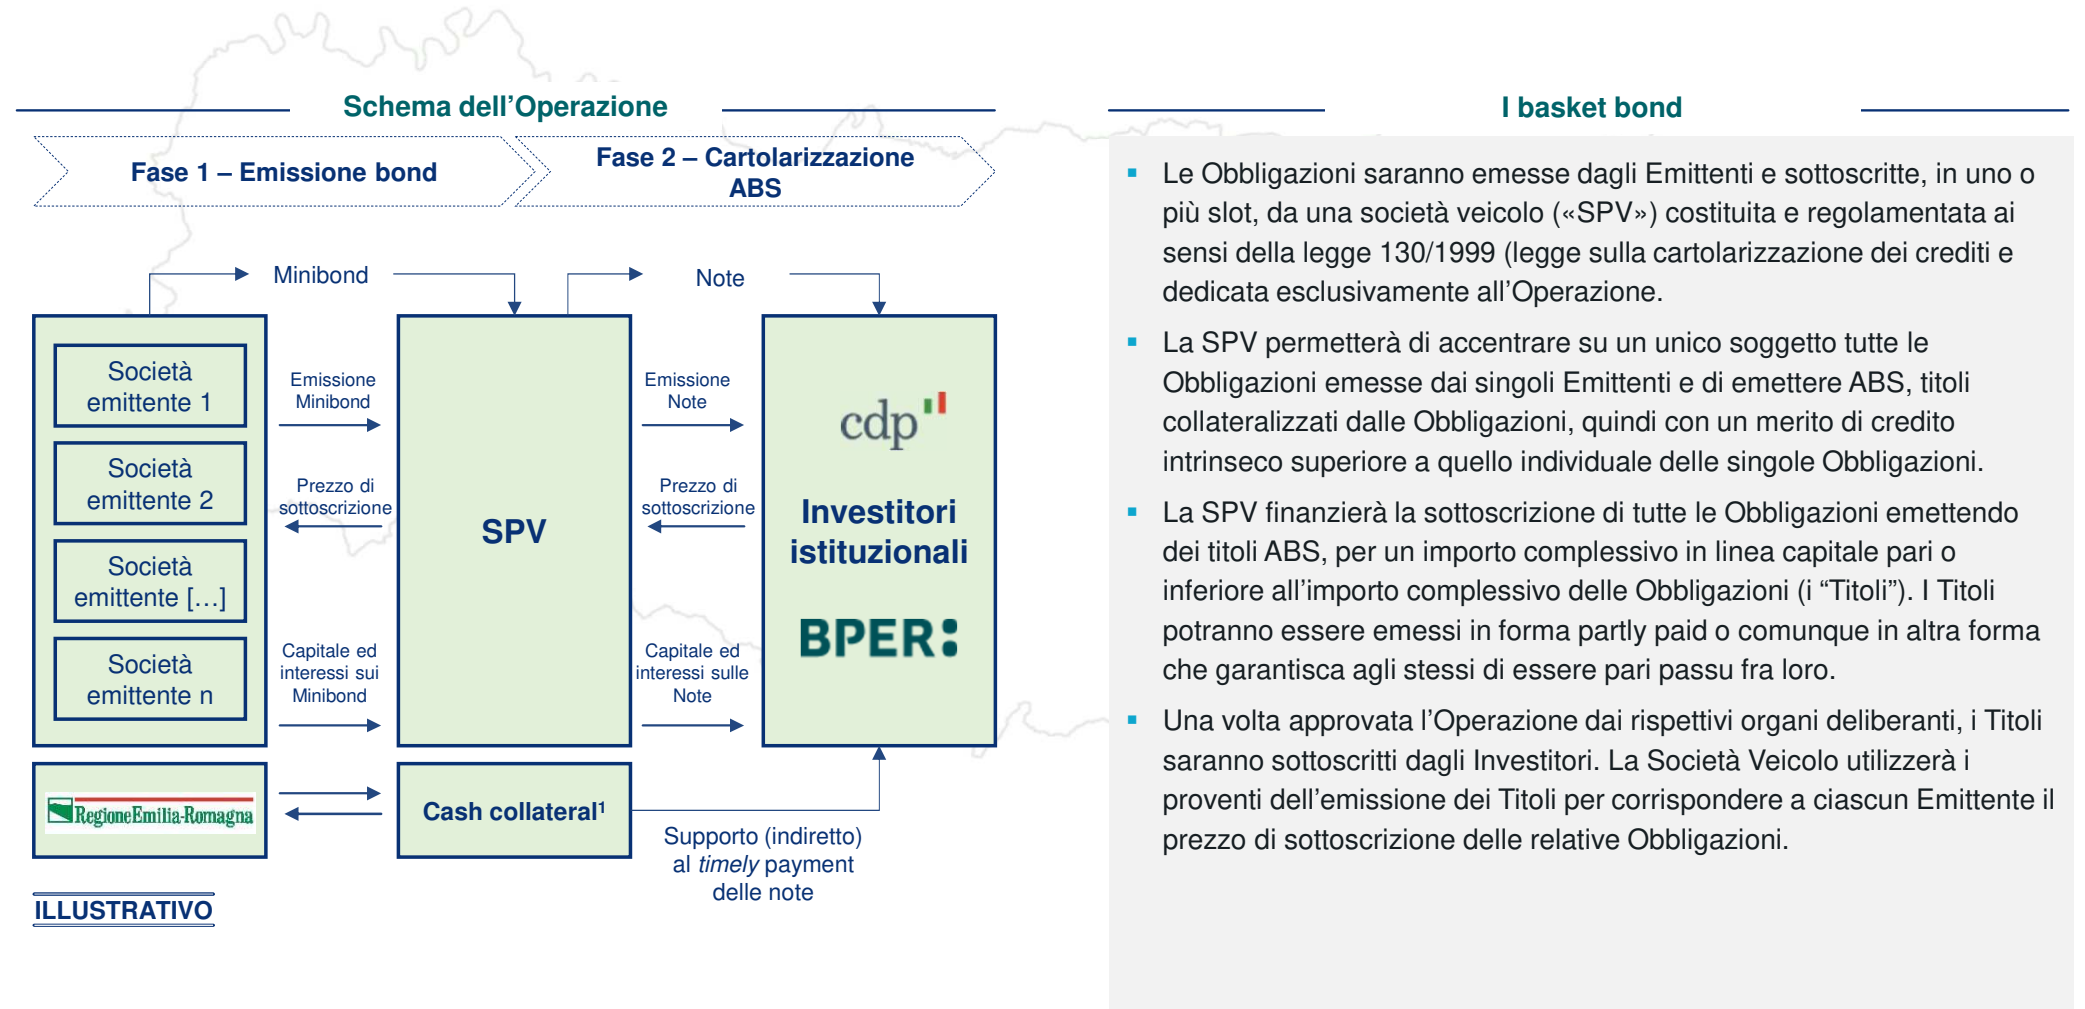 Schema dell’Operazione
Fase 1 – Emissione bond
Fase 2 – Cartolarizzazione
ABS
Minibond
Note
Società
emittente 1
Società
emittente 2
Società
emittente […]
Società
emittente n
Emissione
Minibond
Prezzo di
sottoscrizione
Capitale ed
interessi sui
Minibond
SPV
Emissione
Note
Prezzo di
sottoscrizione
Capitale ed
interessi sulle
Note
cdp
Investitori
istituzionali
BPER:
RegioneEmilia-Romagna
Cash collateral¹
Supporto (indiretto)
al timely payment
delle note
ILLUSTRATIVO
I basket bond
▪ Le Obbligazioni saranno emesse dagli Emittenti e sottoscritte, in uno o
più slot, da una società veicolo («SPV») costituita e regolamentata ai
sensi della legge 130/1999 (legge sulla cartolarizzazione dei crediti e
dedicata esclusivamente all’Operazione.
▪ La SPV permetterà di accentrare su un unico soggetto tutte le
Obbligazioni emesse dai singoli Emittenti e di emettere ABS, titoli
collateralizzati dalle Obbligazioni, quindi con un merito di credito
intrinseco superiore a quello individuale delle singole Obbligazioni.
▪ La SPV finanzierà la sottoscrizione di tutte le Obbligazioni emettendo
dei titoli ABS, per un importo complessivo in linea capitale pari o
inferiore all’importo complessivo delle Obbligazioni (i “Titoli”). I Titoli
potranno essere emessi in forma partly paid o comunque in altra forma
che garantisca agli stessi di essere pari passu fra loro.
▪ Una volta approvata l’Operazione dai rispettivi organi deliberanti, i Titoli
saranno sottoscritti dagli Investitori. La Società Veicolo utilizzerà i
proventi dell’emissione dei Titoli per corrispondere a ciascun Emittente il
prezzo di sottoscrizione delle relative Obbligazioni.